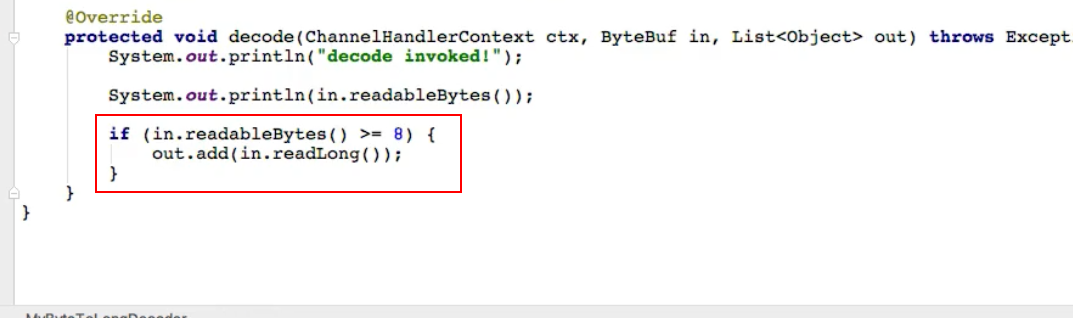 @Override
protected void decode(ChannelHandlerContext ctx, ByteBuf in, List<Object> out) throws Except
System.out.println("decode invoked!");
System.out.println(in.readableBytes());
if (in.readableBytes() >= 8) {
out.add(in.readLong());
}
}
}
MyByteToLongDecoder